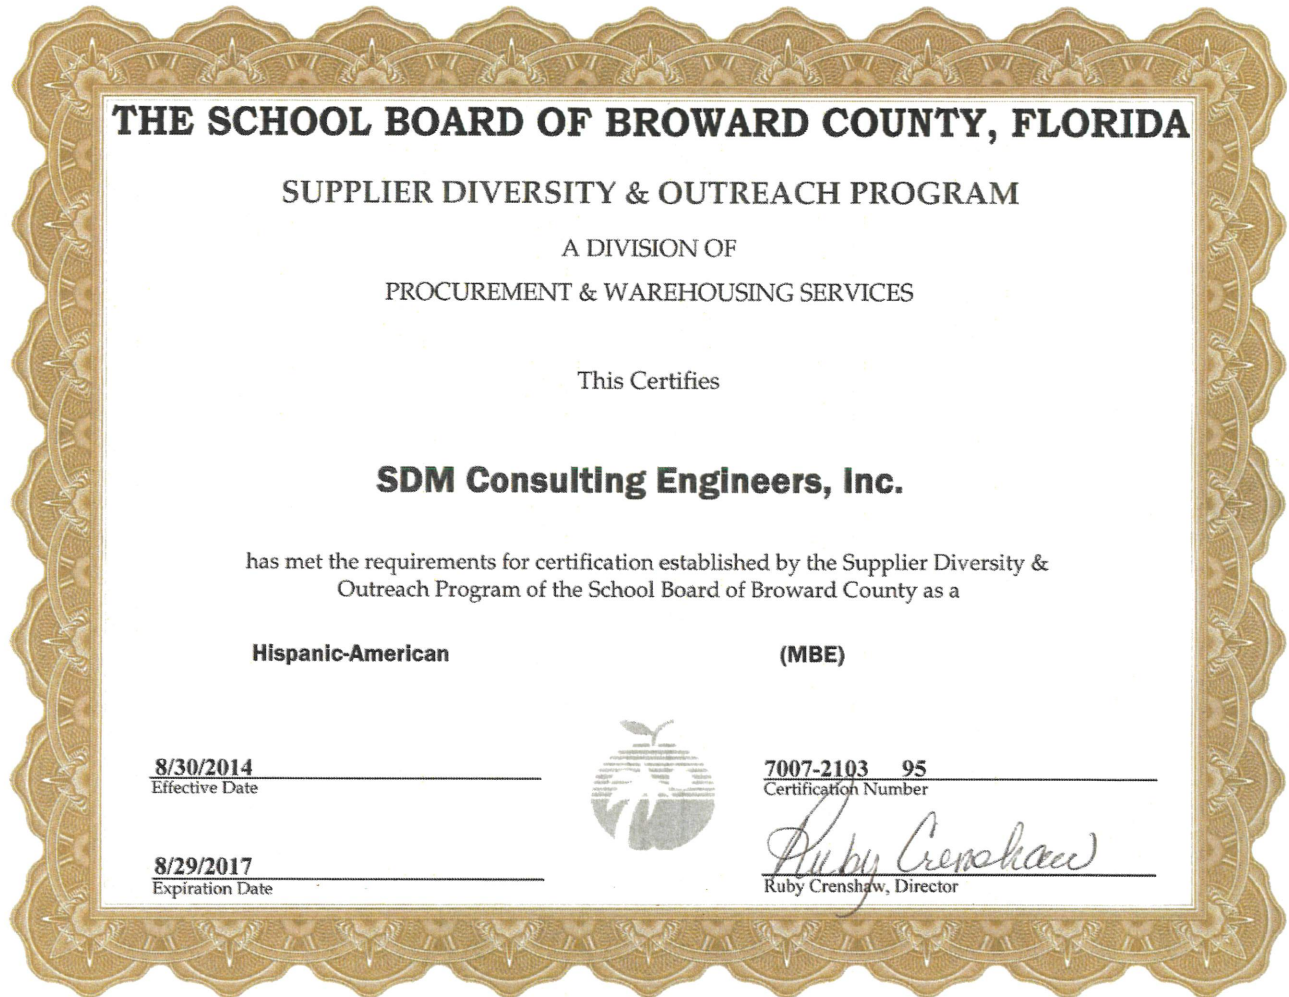 THE SCHOOL BOARD OF BROWARD COUNTY, FLORIDA
SUPPLIER DIVERSITY & OUTREACH PROGRAM
A DIVISION OF
PROCUREMENT & WAREHOUSING SERVICES
This Certifies
SDM Consulting Engineers, Inc.
has met the requirements for certification established by the Supplier Diversity &
Outreach Program of the School Board of Broward County as a
Hispanic-American (MBE)
8/30/2014
Effective Date
7007-2103 95
Certification Number
8/29/2017
Expiration Date
Ruby Crenshaw
Ruby Crenshaw, Director